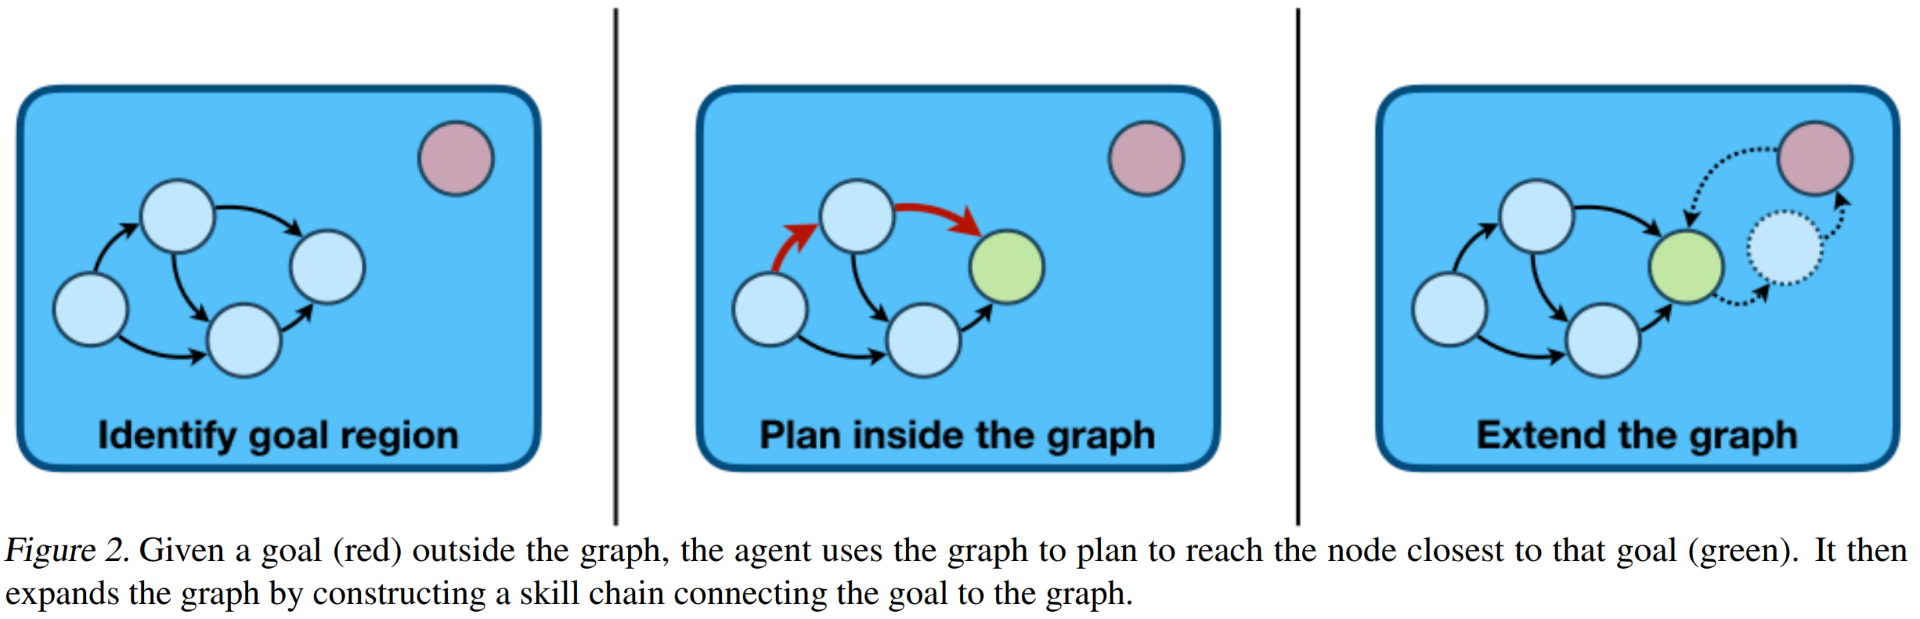 Identify goal region
Plan inside the graph
Extend the graph
Figure 2. Given a goal (red) outside the graph, the agent uses the graph to plan to reach the node closest to that goal (green). It then
expands the graph by constructing a skill chain connecting the goal to the graph.